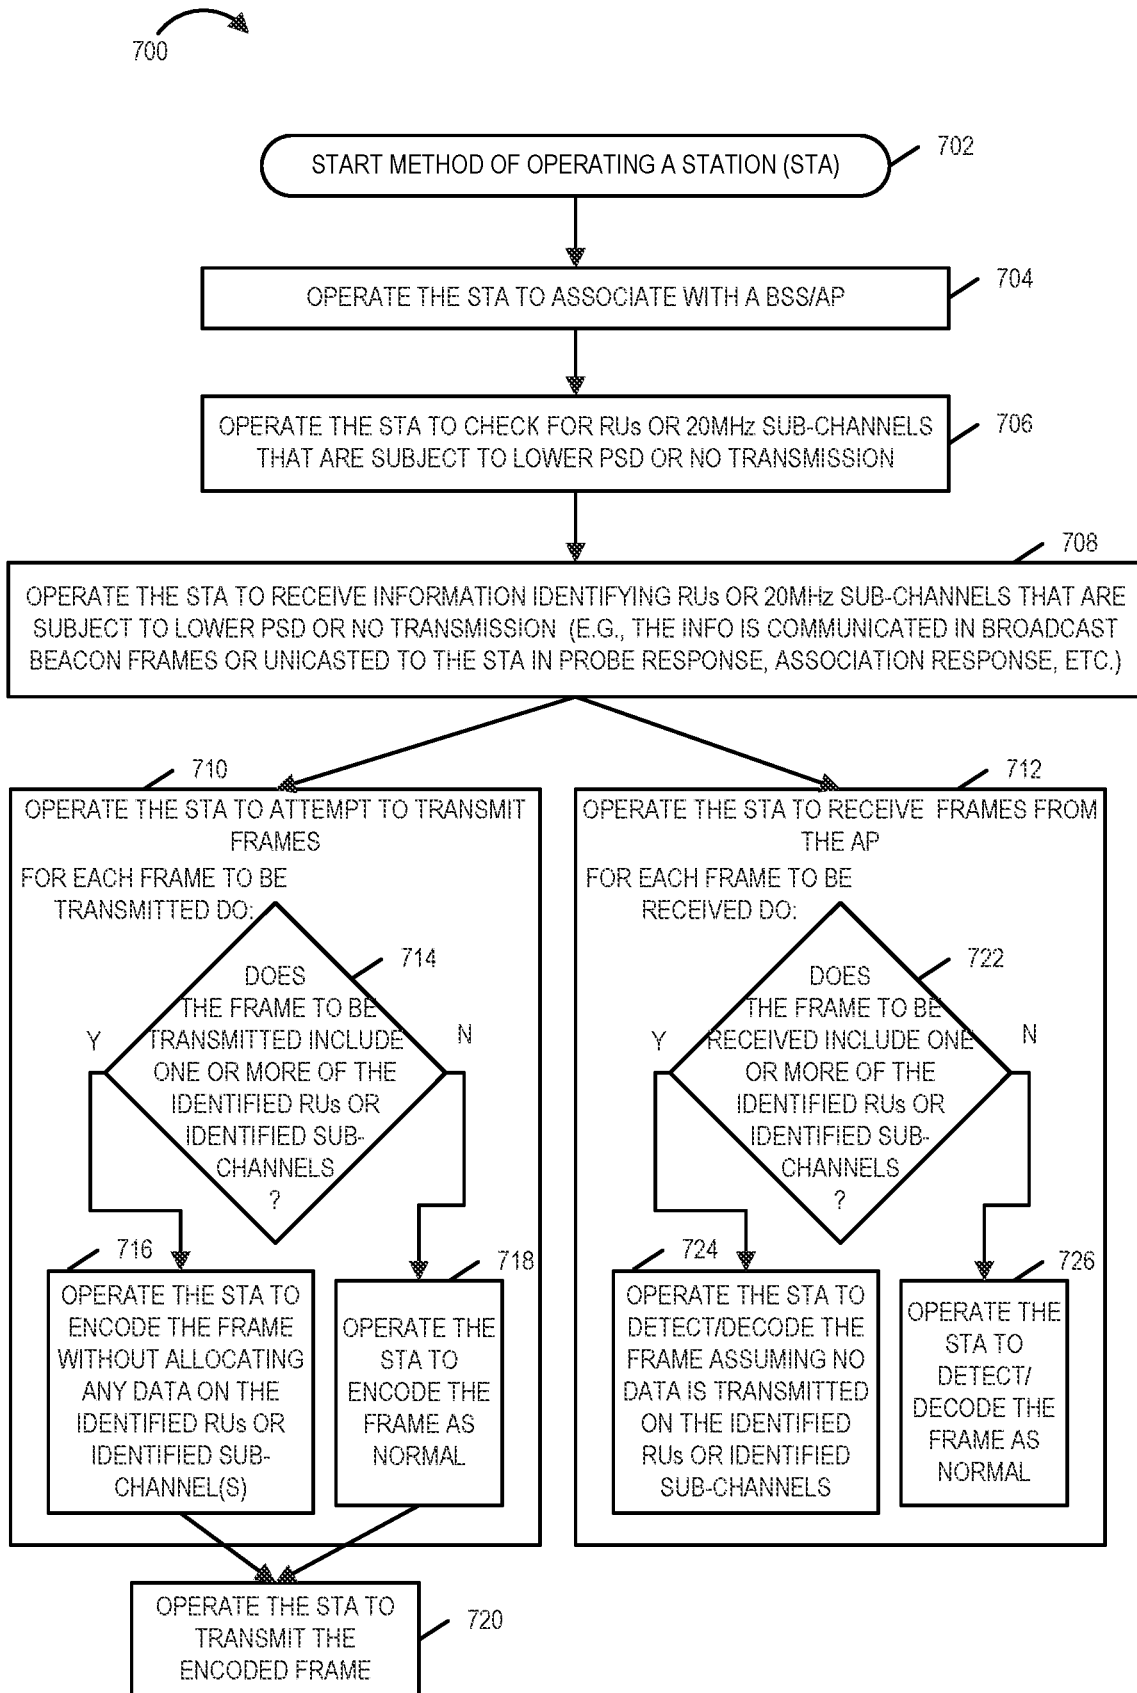 700
START METHOD OF OPERATING A STATION (STA)
702
OPERATE THE STA TO ASSOCIATE WITH A BSS/AP
704
OPERATE THE STA TO CHECK FOR RUs OR 20MHz SUB-CHANNELS
THAT ARE SUBJECT TO LOWER PSD OR NO TRANSMISSION
706
708
OPERATE THE STA TO RECEIVE INFORMATION IDENTIFYING RUs OR 20MHz SUB-CHANNELS THAT ARE
SUBJECT TO LOWER PSD OR NO TRANSMISSION (E.G., THE INFO IS COMMUNICATED IN BROADCAST
BEACON FRAMES OR UNICASTED TO THE STA IN PROBE RESPONSE, ASSOCIATION RESPONSE, ETC.)
710
OPERATE THE STA TO ATTEMPT TO TRANSMIT
FRAMES
FOR EACH FRAME TO BE
TRANSMITTED DO:
714
DOES
THE FRAME TO BE
TRANSMITTED INCLUDE
ONE OR MORE OF THE
IDENTIFIED RUs OR
IDENTIFIED SUB-
CHANNELS
?
Y
N
716
OPERATE THE STA TO
ENCODE THE FRAME
WITHOUT ALLOCATING
ANY DATA ON THE
IDENTIFIED RUs OR
IDENTIFIED SUB-
CHANNEL(S)
718
OPERATE THE
STA TO
ENCODE THE
FRAME AS
NORMAL
OPERATE THE STA TO
TRANSMIT THE
ENCODED FRAME
720
712
OPERATE THE STA TO RECEIVE FRAMES FROM
THE AP
FOR EACH FRAME TO BE
RECEIVED DO:
722
DOES
THE FRAME TO BE
RECEIVED INCLUDE ONE
OR MORE OF THE
IDENTIFIED RUs OR
IDENTIFIED SUB-
CHANNELS
?
Y
N
724
OPERATE THE STA TO
DETECT/DECODE THE
FRAME ASSUMING NO
DATA IS TRANSMITTED
ON THE IDENTIFIED
RUs OR IDENTIFIED
SUB-CHANNELS
726
OPERATE THE
STA TO
DETECT/
DECODE THE
FRAME AS
NORMAL